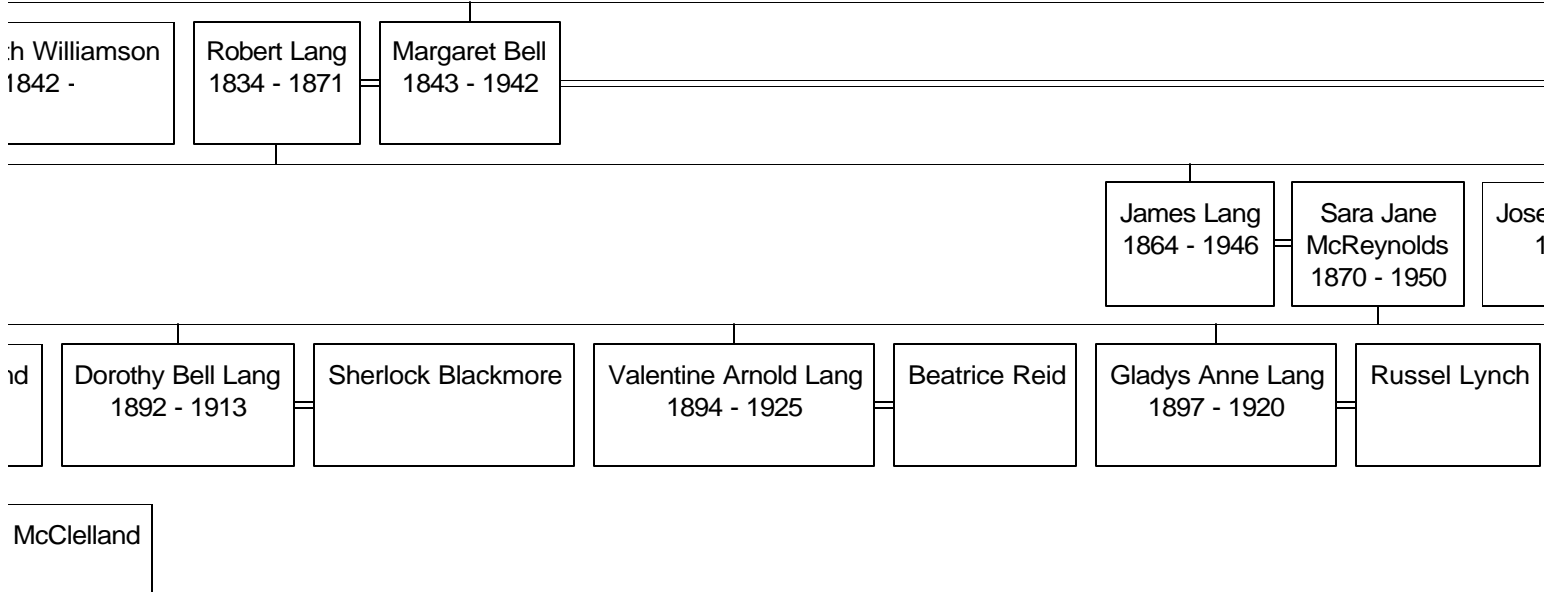 Williamson
1842 -
Robert Lang
1834 - 1871
Margaret Bell
1843 - 1942
James Lang
1864 - 1946
Sara Jane
McReynolds
1870 - 1950
Dorothy Bell Lang
1892 - 1913
Sherlock Blackmore
Valentine Arnold Lang
1894 - 1925
Beatrice Reid
Gladys Anne Lang
1897 - 1920
Russel Lynch
McClelland